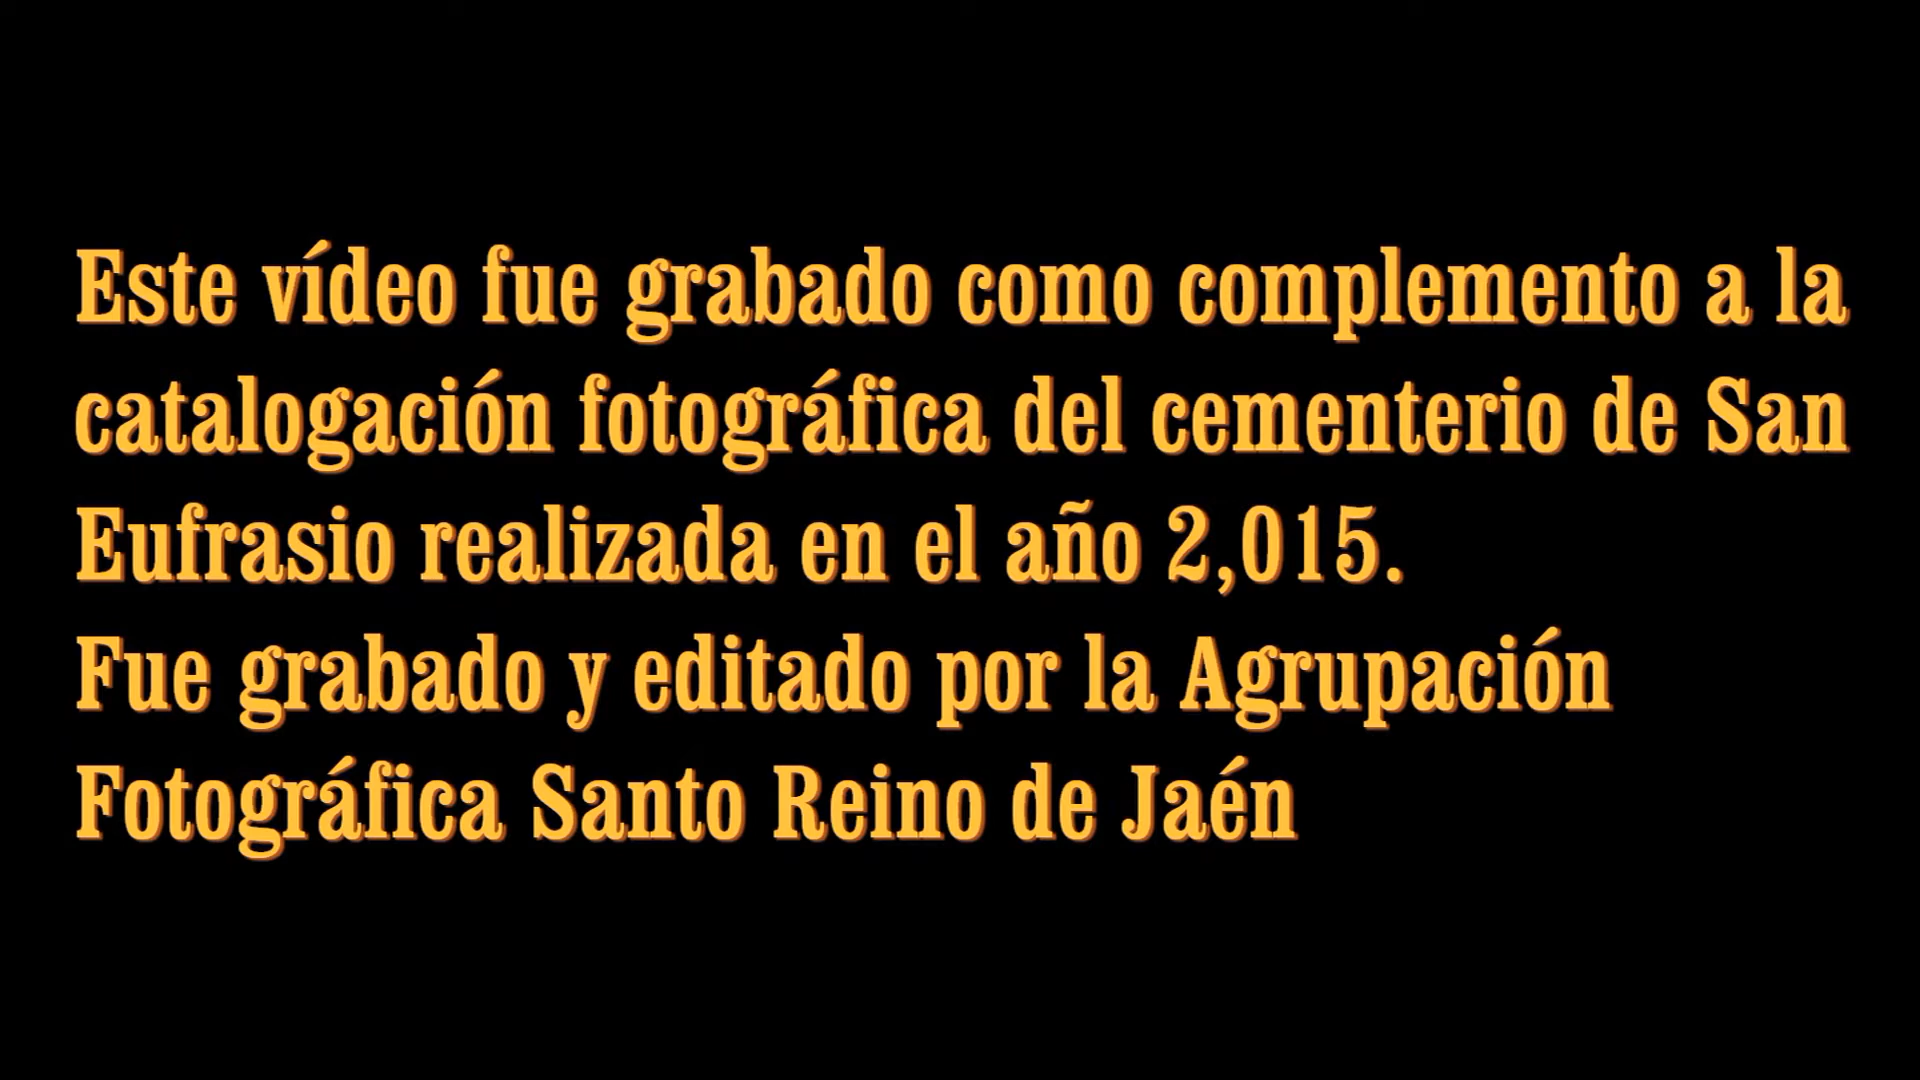 Este vídeo fue grabado como complemento a la
catalogación fotográfica del cementerio de San
Eufrasio realizada en el año 2,015.
Fue grabado y editado por la Agrupación
Fotográfica Santo Reino de Jaén